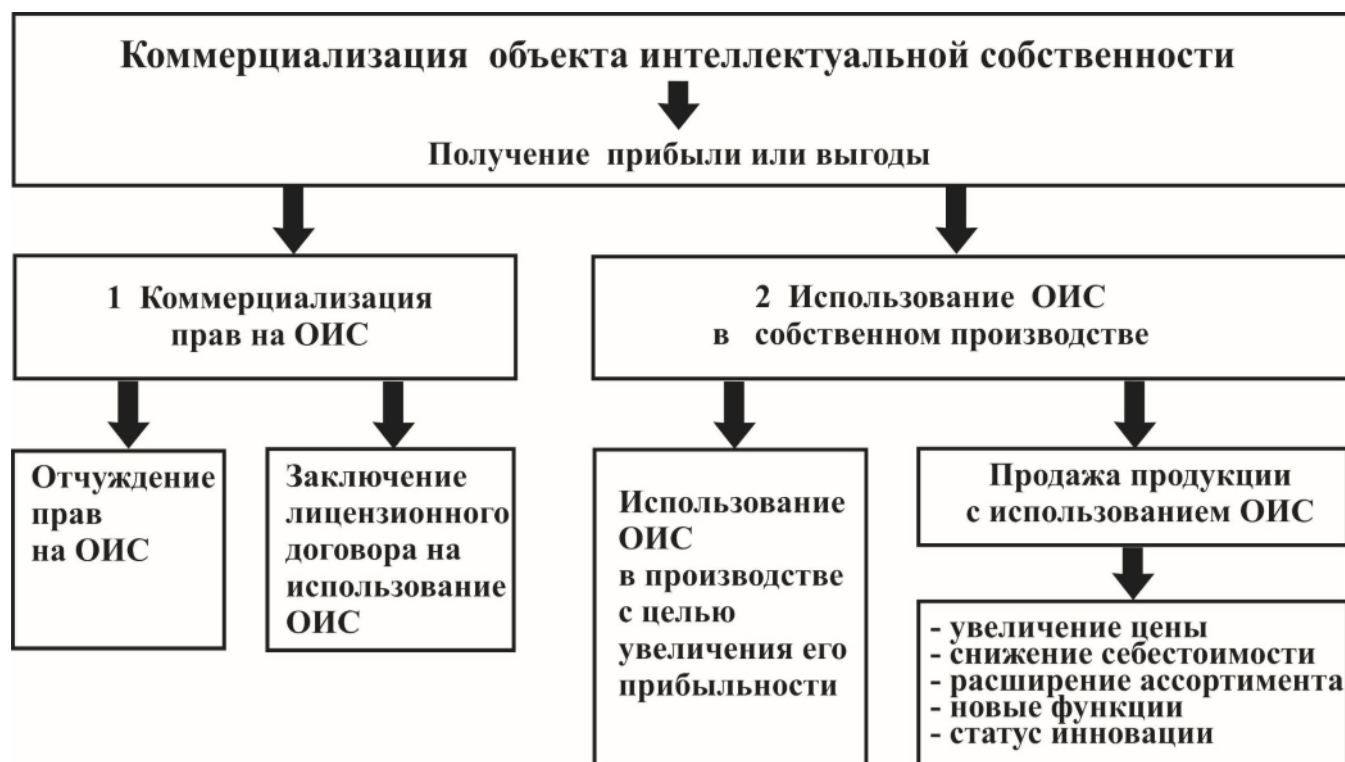 Коммерциализация объекта интеллектуальной собственности
Получение прибыли или выгоды
1 Коммерциализация
прав на ОИС
2 Использование ОИС
в собственном производстве
Отчуждение
прав
на ОИС
Заключение
лицензионного
договора на
использование
ОИС
Использование
ОИС
в производстве
с целью
увеличения его
прибыльности
Продажа продукции
с использованием ОИС
- увеличение цены
- снижение себестоимости
- расширение ассортимента
- новые функции
- статус инновации